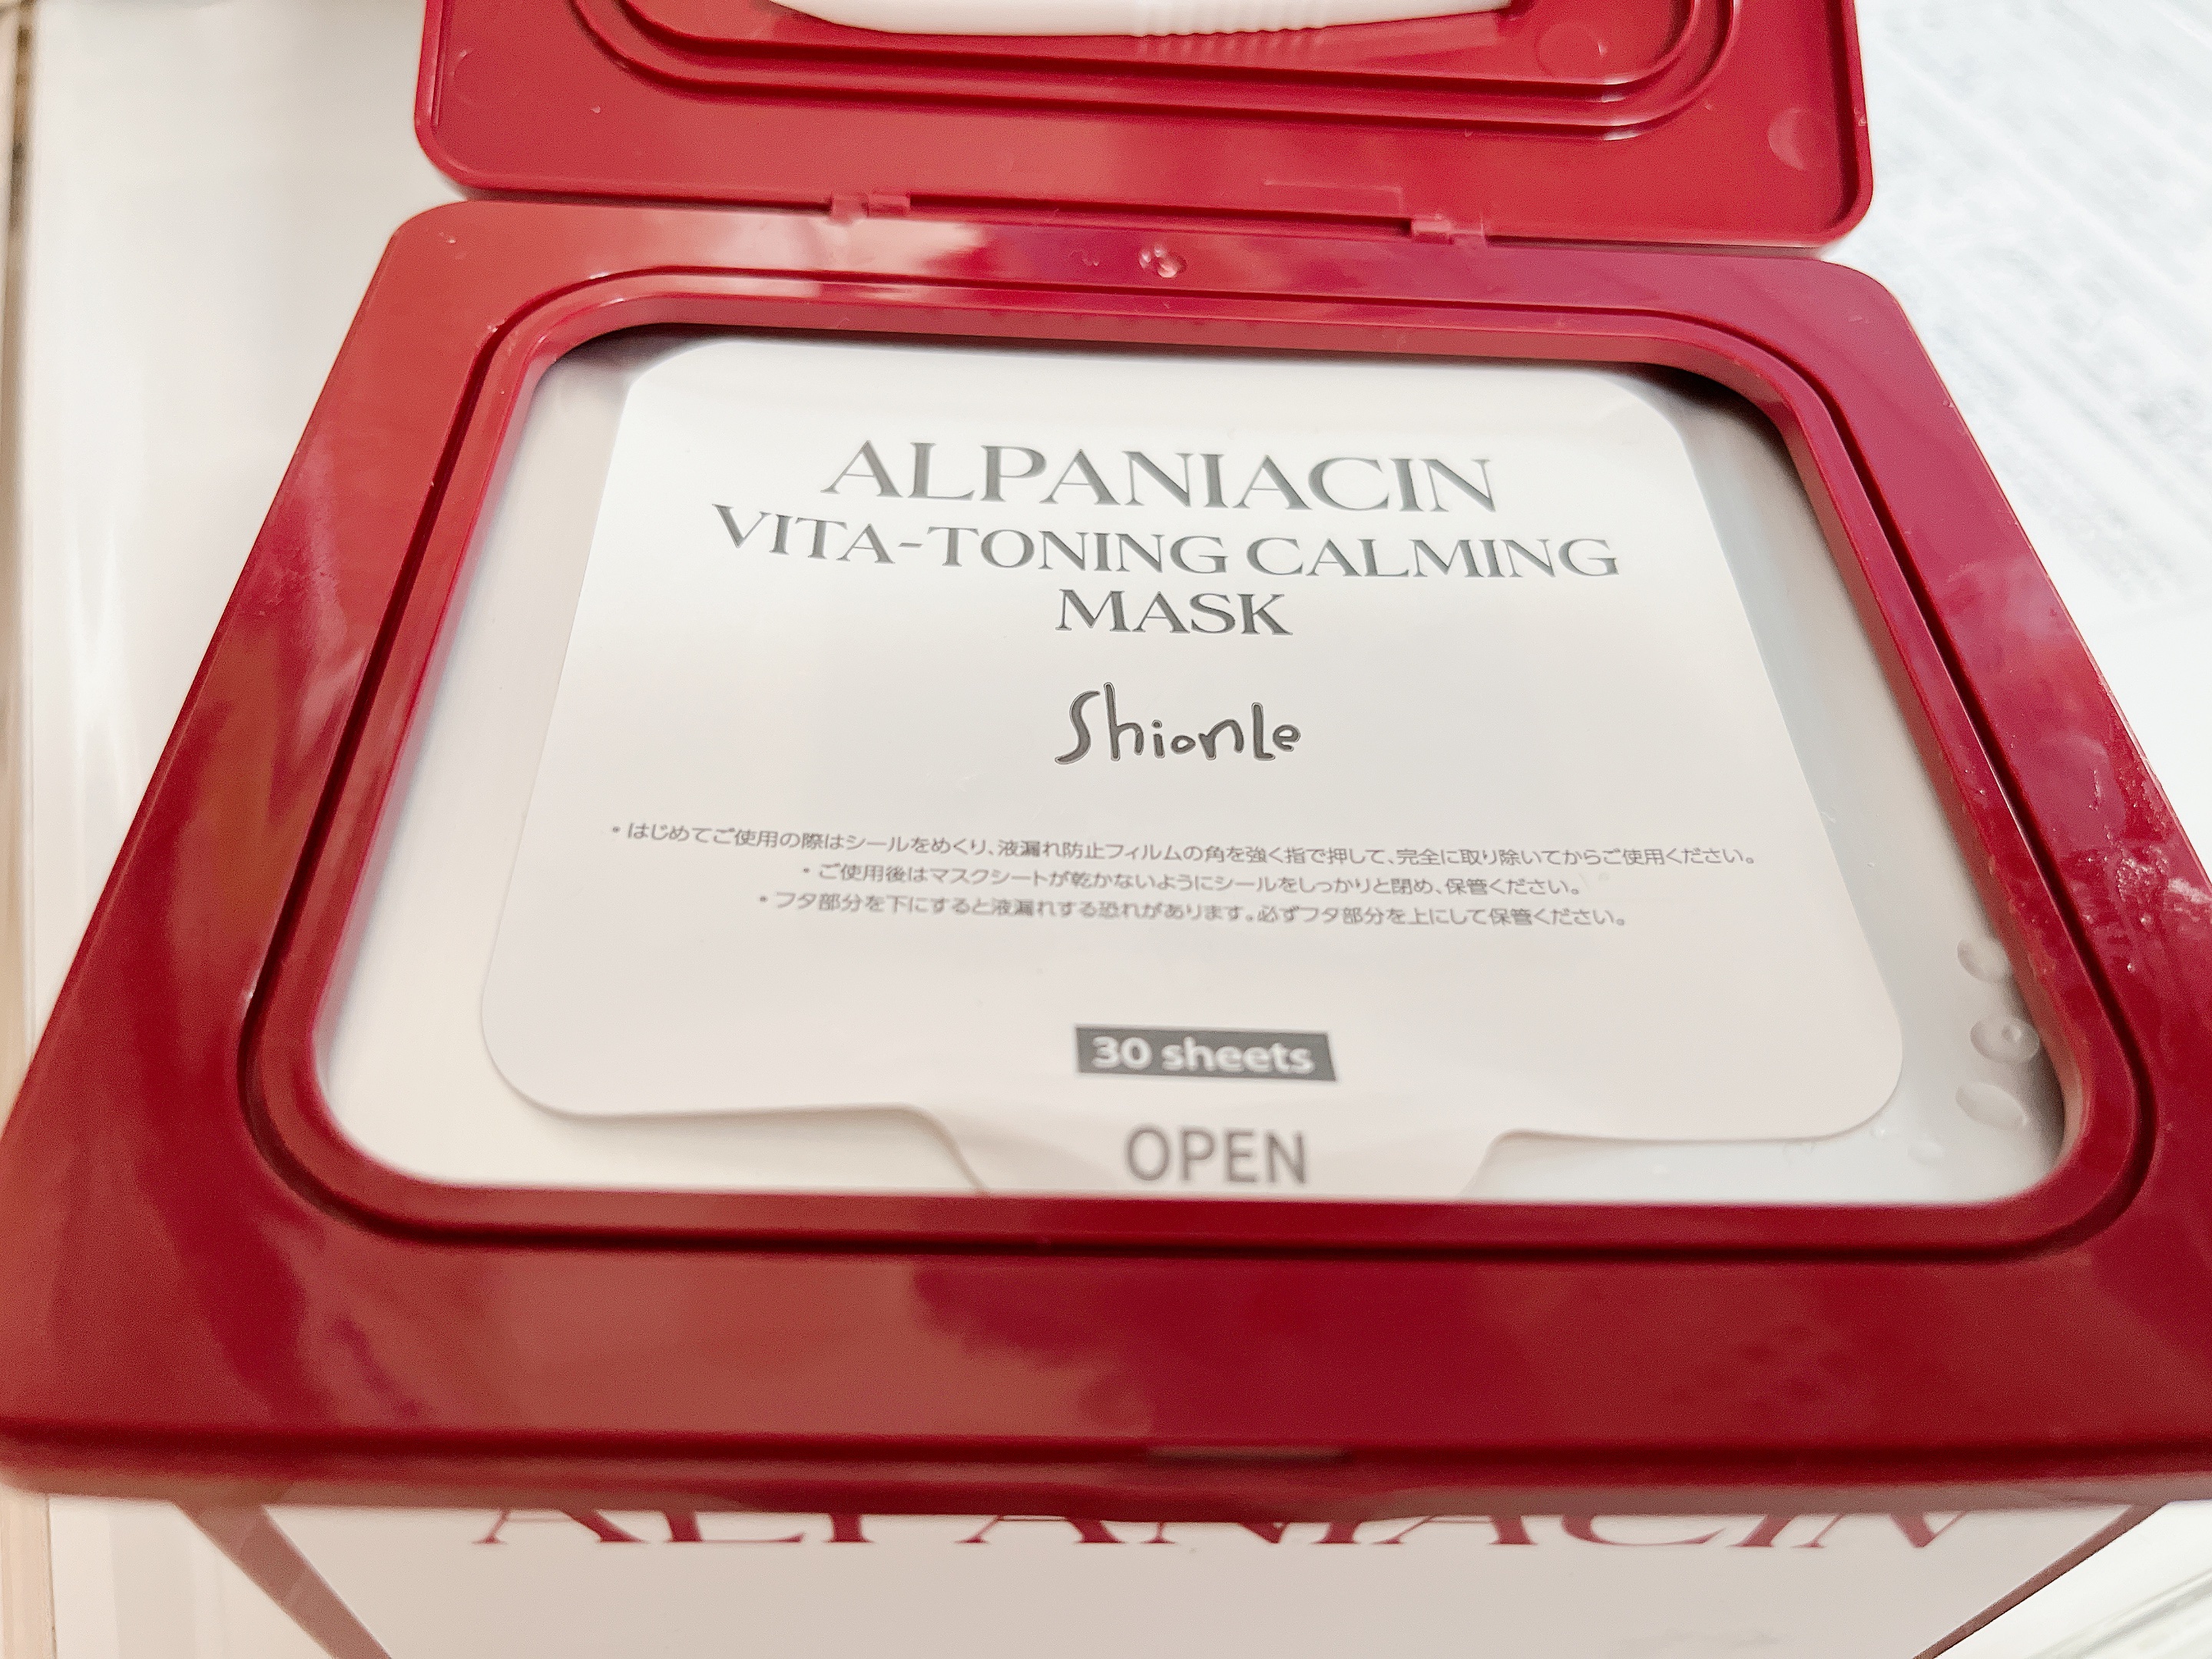 ALPANIACIN
VITA-TONING CALMING
MASK
Shionle
• はじめてご使用の際はシールをめくり、液漏れ防止フィルムの角を強く指で押して、完全に取り除いてからご使用ください。
• ご使用後はマスクシートが乾かないようにシールをしっかりと閉め、保管ください。
• フタ部分を下にすると液漏れする恐れがあります。必ずフタ部分を上にして保管ください。
30 sheets
OPEN
ALPANIACIN